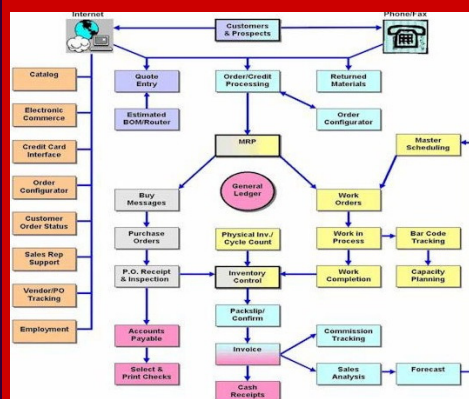 Internet
Customers
& Prospects
Phone/Fax
Catalog
Quote
Entry
Order/Credit
Processing
Returned
Materials
Electronic
Commerce
Estimated
BOM/Router
Order
Configurator
Credit Card
Interface
MRP
Master
Scheduling
Order
Configurator
General
Ledger
Buy
Messages
Work
Orders
Customer
Order Status
Purchase
Orders
Physical Inv./
Cycle Count
Work in
Process
Bar Code
Tracking
Sales Rep
Support
P.O. Receipt
& Inspection
Inventory
Control
Work
Completion
Capacity
Planning
Vendor/PO
Tracking
Packslip/
Confirm
Employment
Accounts
Payable
Invoice
Commission
Tracking
Select &
Print Checks
Sales
Analysis
Forecast
Cash
Receipts